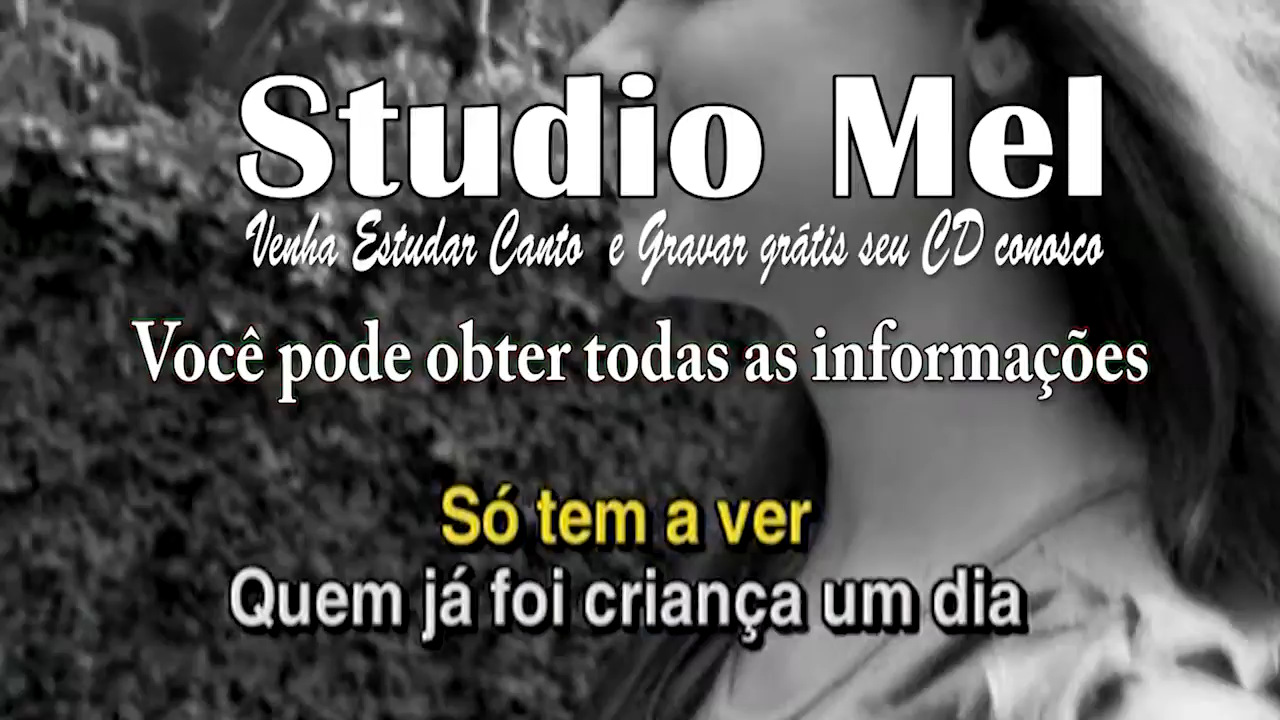 Studio Mel
Venha Estudar Canto e Gravar grátis seu CD conosco
Você pode obter todas as informações
Só tem a ver
Quem já foi criança um dia